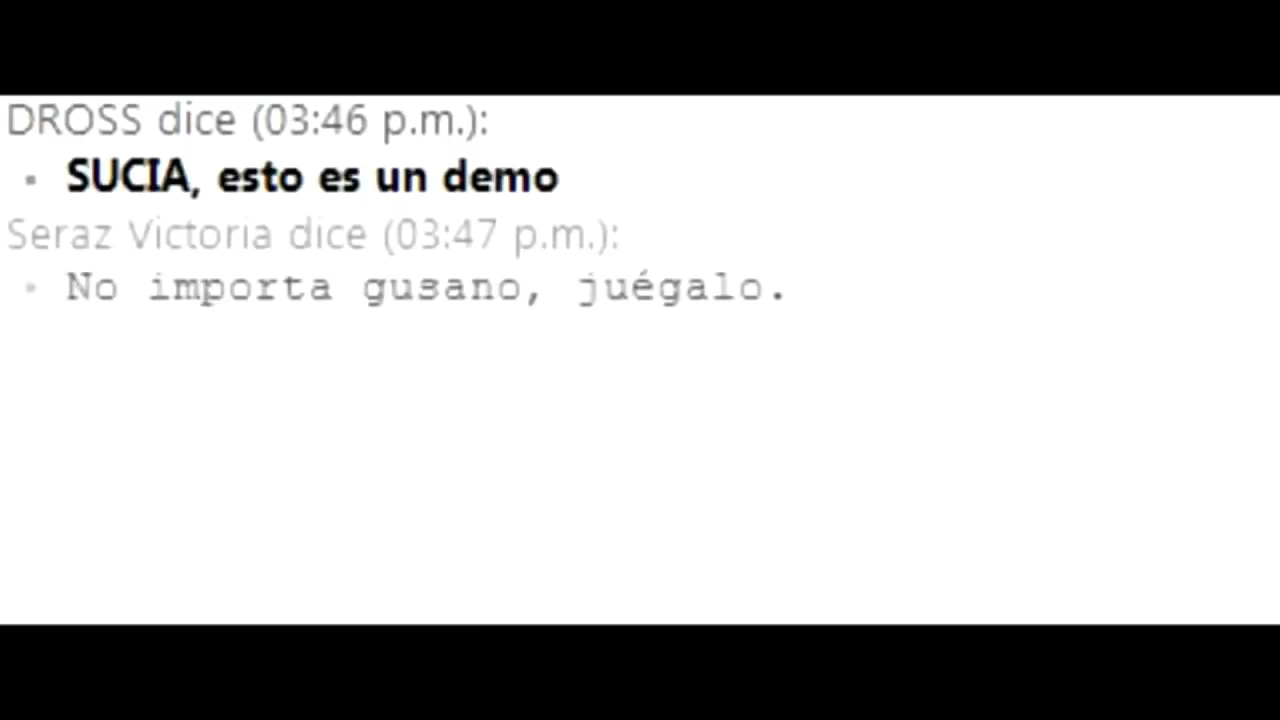 DROSS dice (03:46 p.m.):
SUCIA, esto es un demo
Seraz Victoria dice (03:47 p.m.):
No importa gusano, juégalo.